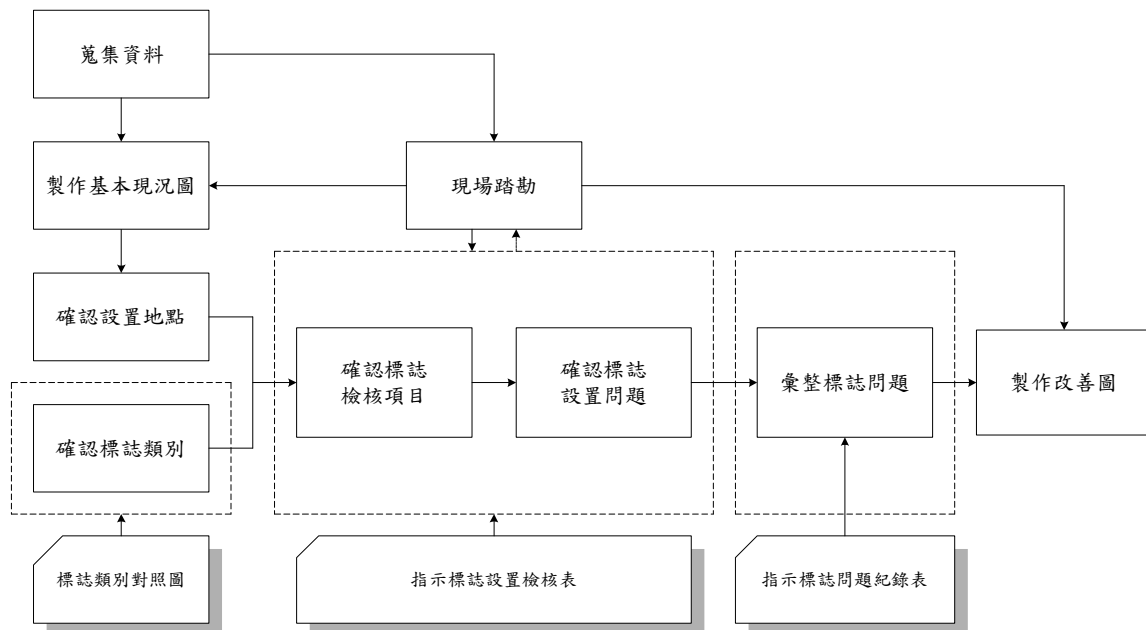 蒐集資料
製作基本現況圖
現場踏勘
確認設置地點
確認標誌
檢核項目
確認標誌
設置問題
彙整標誌問題
製作改善圖
確認標誌類別
標誌類別對照圖
指示標誌設置檢核表
指示標誌問題紀錄表